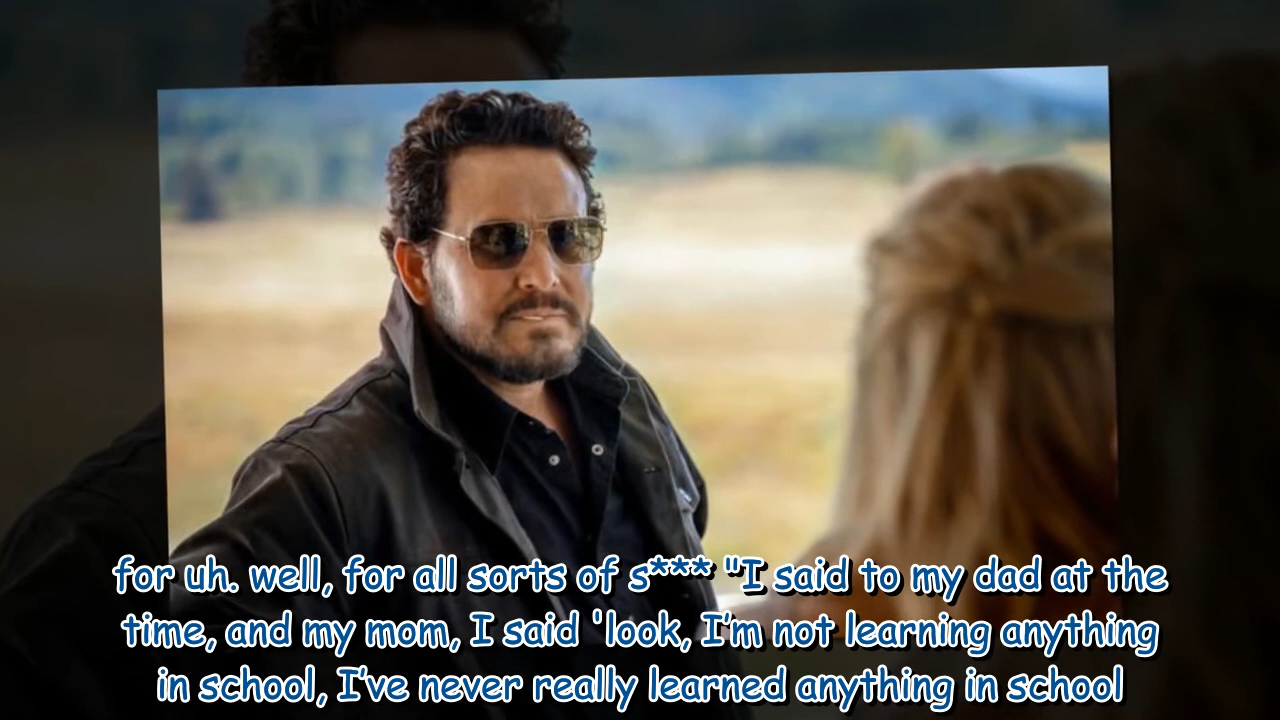 for uh. well, for all sorts of s*** "I said to my dad at the
time, and my mom, I said 'look, I’m not learning anything
in school, I’ve never really learned anything in school